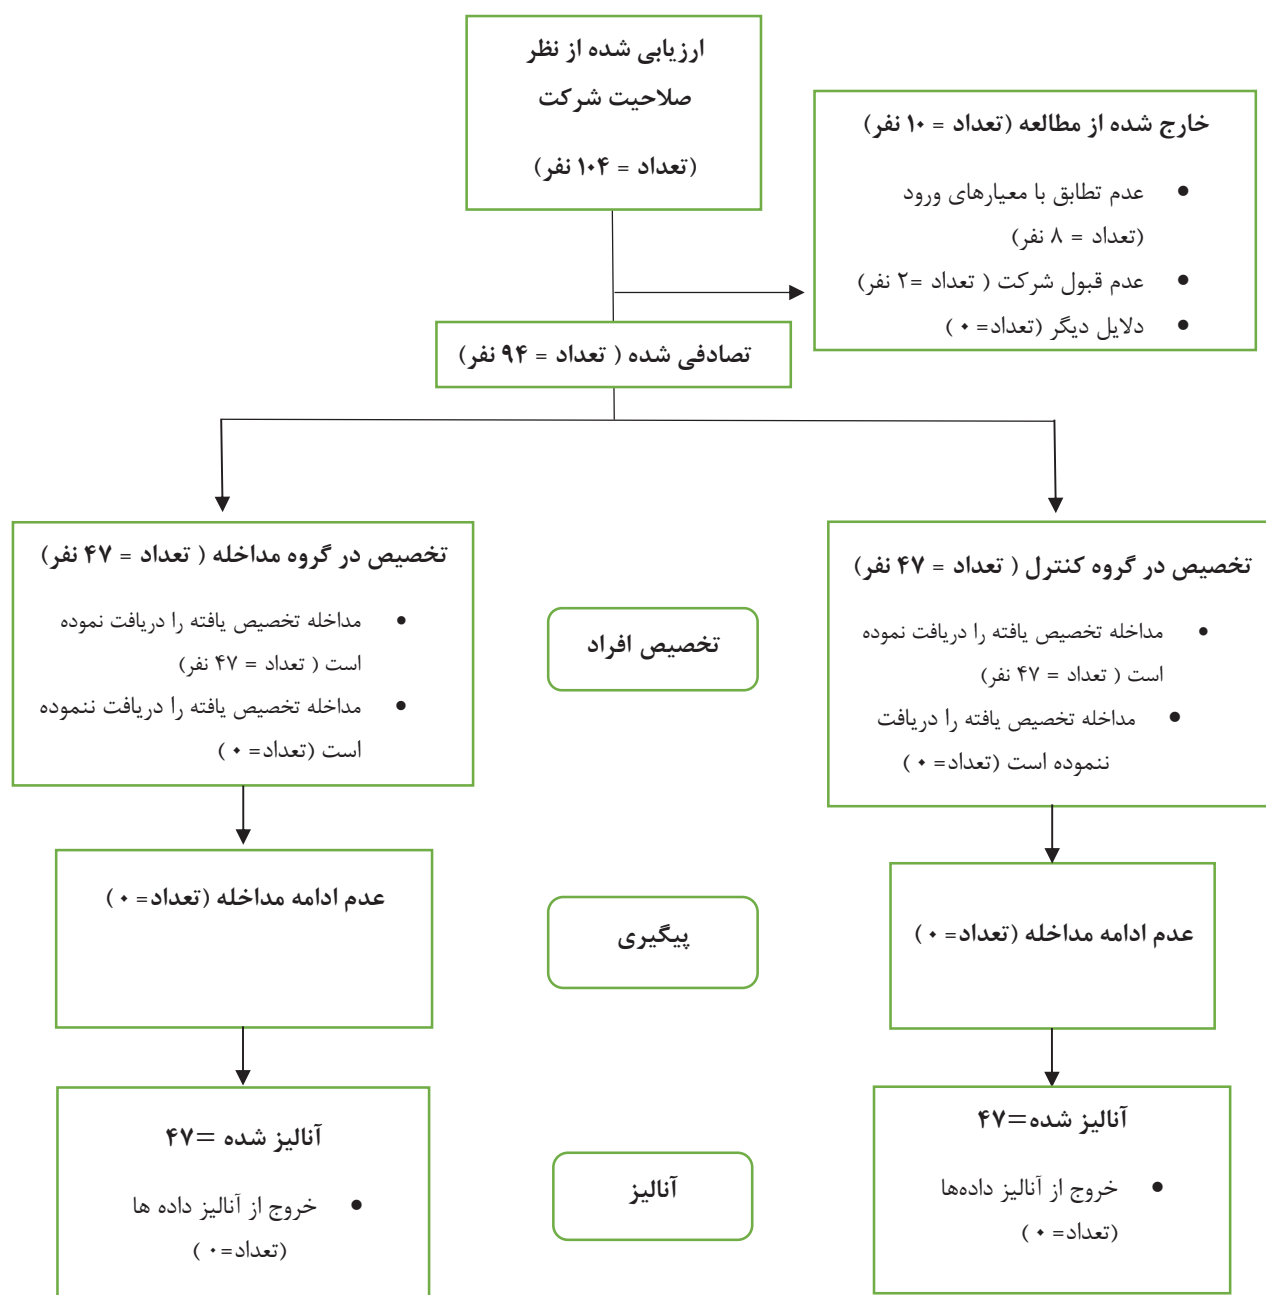 ارزیابی شده از نظر
صلاحیت شرکت
(تعداد = ۱۰۴ نفر)
خارج شده از مطالعه (تعداد = ۱۰ نفر)
• عدم تطابق با معیارهای ورود
(تعداد = ۸ نفر)
• عدم قبول شرکت ( تعداد =۲ نفر)
• دلایل دیگر (تعداد= ۰ )
تصادفی شده ( تعداد = ۹۴ نفر)
تخصیص در گروه کنترل ( تعداد = ۴۷ نفر)
• مداخله تخصیص یافته را دریافت نموده
است ( تعداد = ۴۷ نفر)
• مداخله تخصیص یافته را دریافت
ننموده است (تعداد= ۰ )
تخصیص افراد
تخصیص در گروه مداخله ( تعداد = ۴۷ نفر)
• مداخله تخصیص یافته را دریافت نموده
است ( تعداد = ۴۷ نفر)
• مداخله تخصیص یافته را دریافت ننموده
است (تعداد= ۰ )
عدم ادامه مداخله (تعداد= ۰ )
پیگیری
عدم ادامه مداخله (تعداد= ۰ )
آنالیز شده=۴۷
• خروج از آنالیز داده‌ها
(تعداد= ۰ )
آنالیز
آنالیز شده =۴۷
• خروج از آنالیز داده ها
(تعداد=۰ )